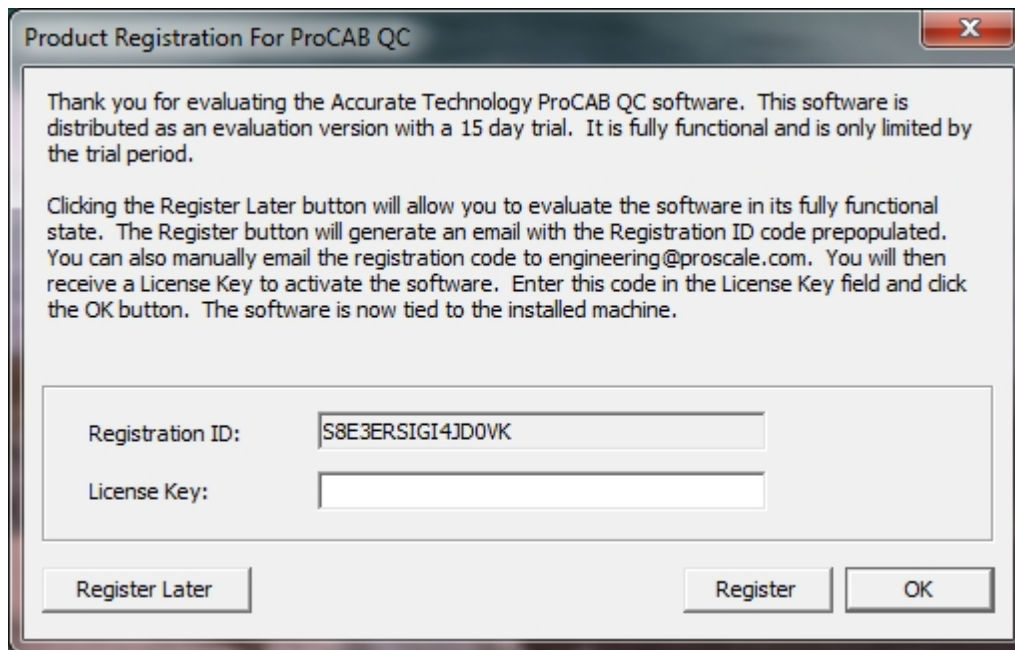 Product Registration For ProCAB QC
Thank you for evaluating the Accurate Technology ProCAB QC software.  This software is
distributed as an evaluation version with a 15 day trial.  It is fully functional and is only limited by
the trial period.
Clicking the Register Later button will allow you to evaluate the software in its fully functional
state.  The Register button will generate an email with the Registration ID code prepopulated.
You can also manually email the registration code to engineering@proscale.com.  You will then
receive a License Key to activate the software.  Enter this code in the License Key field and click
the OK button.  The software is now tied to the installed machine.
Registration ID: S8E3ERSIGI4JD0VK
License Key:
Register Later Register OK